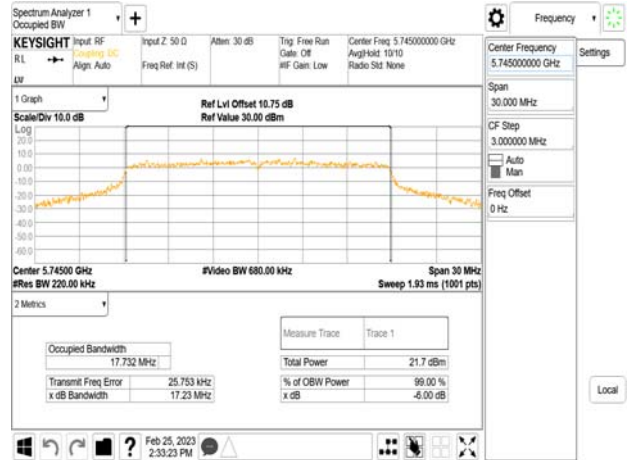 Spectrum Analyzer 1
Occupied BW
Frequency
KEYSIGHT
RL
Input: RF
Coupling: DC
Align: Auto
Input Z: 50 Ω
Freq Ref: Int (S)
Atten: 30 dB
Trig: Free Run
Gate: Off
#IF Gain: Low
Center Freq: 5.745000000 GHz
Avg|Hold: 10/10
Radio Std: None
Center Frequency
5.745000000 GHz
Settings
Span
30.000 MHz
CF Step
3.000000 MHz
Auto
Man
Freq Offset
0 Hz
Local
1 Graph
Scale/Div 10.0 dB
Ref Lvl Offset 10.75 dB
Ref Value 30.00 dBm
Log
20.0
10.0
0.00
-10.0
-20.0
-30.0
-40.0
-50.0
-60.0
Center 5.74500 GHz
#Res BW 220.00 kHz
#Video BW 680.00 kHz
Span 30 MHz
Sweep 1.93 ms (1001 pts)
2 Metrics
Measure Trace
Trace 1
Occupied Bandwidth
17.732 MHz
Total Power
21.7 dBm
Transmit Freq Error
25.753 kHz
% of OBW Power
99.00 %
x dB Bandwidth
17.23 MHz
x dB
-6.00 dB
?
Feb 25, 2023
2:33:23 PM